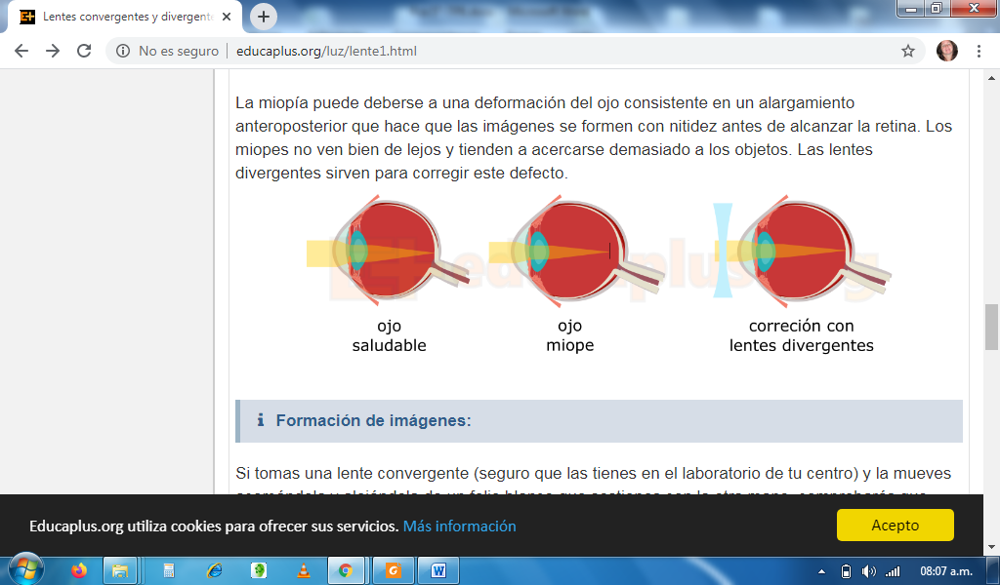 Lentes convergentes y divergente
No es seguro
educaplus.org/luz/lente1.html
La miopía puede deberse a una deformación del ojo consistente en un alargamiento
anteroposterior que hace que las imágenes se formen con nitidez antes de alcanzar la retina. Los
miopes no ven bien de lejos y tienden a acercarse demasiado a los objetos. Las lentes
divergentes sirven para corregir este defecto.
ojo
saludable
ojo
miope
correción con
lentes divergentes
Formación de imágenes:
Si tomas una lente convergente (seguro que las tienes en el laboratorio de tu centro) y la mueves
Educaplus.org utiliza cookies para ofrecer sus servicios. Más información
Acepto
08:07 a.m.